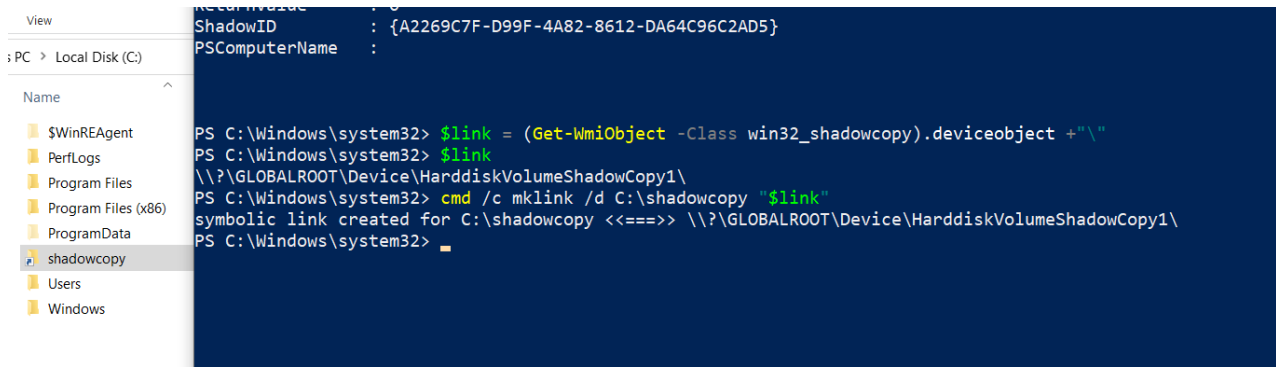 View
s PC > Local Disk (C:)
Name
$WinREAgent
PerfLogs
Program Files
Program Files (x86)
ProgramData
shadowcopy
Users
Windows
ReturnValue : 0
ShadowID : {A2269C7F-D99F-4A82-8612-DA64C96C2AD5}
PSComputerName :
PS C:\Windows\system32> $link = (Get-WmiObject -Class win32_shadowcopy).deviceobject +"\"
PS C:\Windows\system32> $link
\\?\GLOBALROOT\Device\HarddiskVolumeShadowCopy1\
PS C:\Windows\system32> cmd /c mklink /d C:\shadowcopy "$link"
symbolic link created for C:\shadowcopy <<===>> \\?\GLOBALROOT\Device\HarddiskVolumeShadowCopy1\
PS C:\Windows\system32>